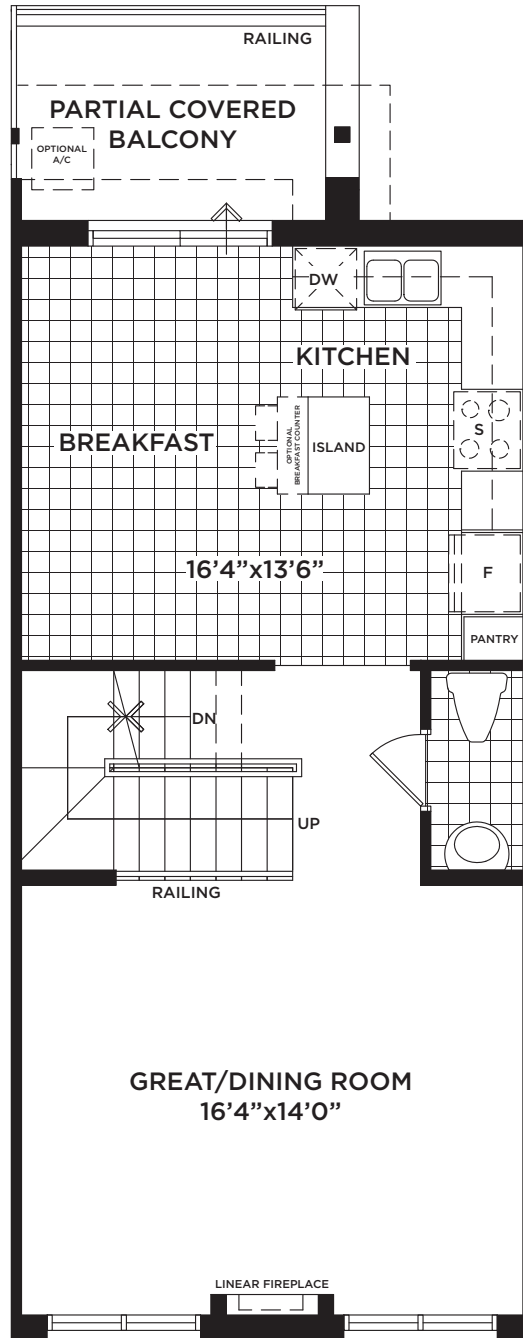 RAILING
PARTIAL COVERED
BALCONY
OPTIONAL
A/C
DW
KITCHEN
BREAKFAST
OPTIONAL
BREAKFAST COUNTER
ISLAND
S
16’4”x13’6”
F
PANTRY
DN
UP
RAILING
GREAT/DINING ROOM
16’4”x14’0”
LINEAR FIREPLACE